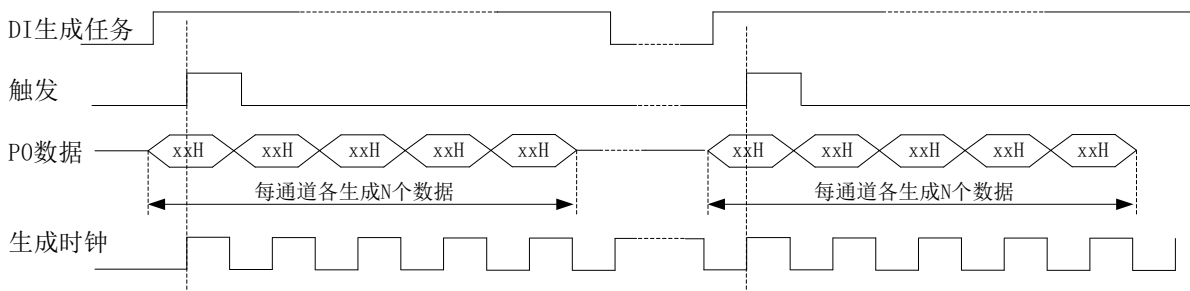 DI生成任务
触发
P0数据
xxH xxH xxH xxH xxH xxH xxH xxH xxH xxH
每通道各生成N个数据 每通道各生成N个数据
生成时钟